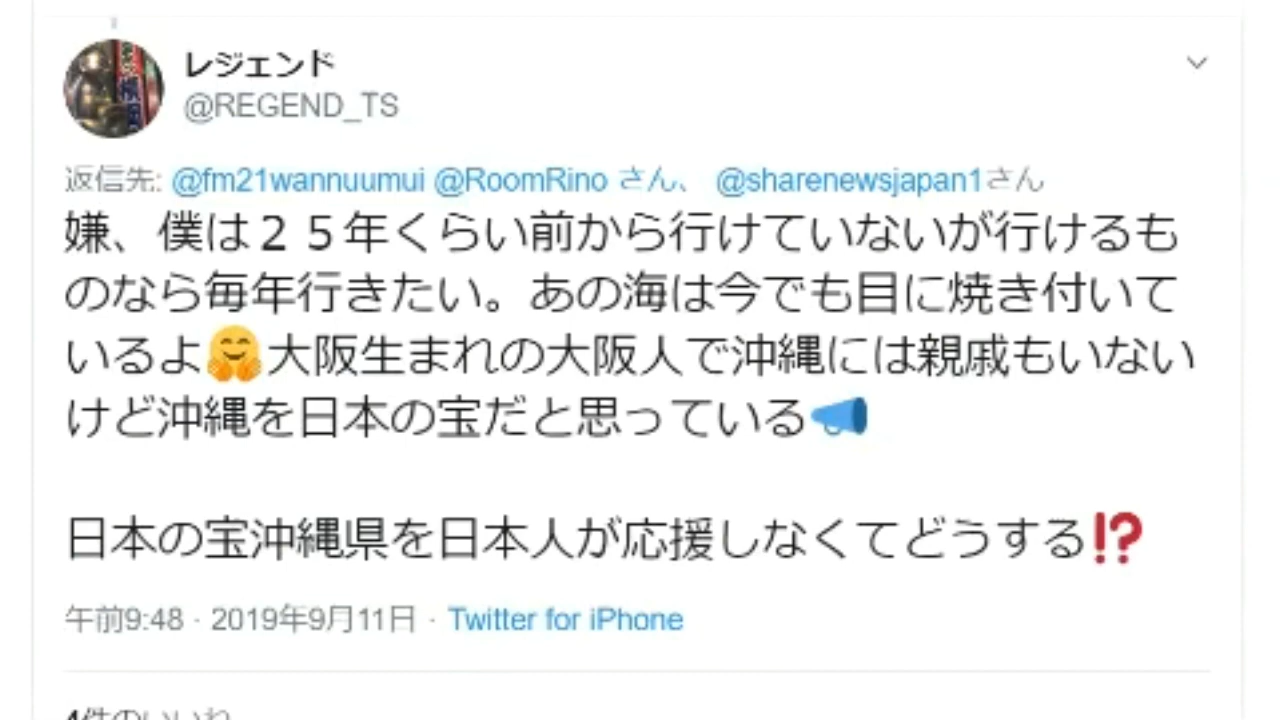 レジェンド
@REGEND_TS
返信先: @fm21wannuumui @RoomRino さん、 @sharenewsjapan1さん
嫌、僕は２５年くらい前から行けていないが行けるも
のなら毎年行きたい。あの海は今でも目に焼き付いて
いるよ🤗大阪生まれの大阪人で沖縄には親戚もいない
けど沖縄を日本の宝だと思っている📣
日本の宝沖縄県を日本人が応援しなくてどうする⁉️
午前9:48 · 2019年9月11日 · Twitter for iPhone
4件のいいね